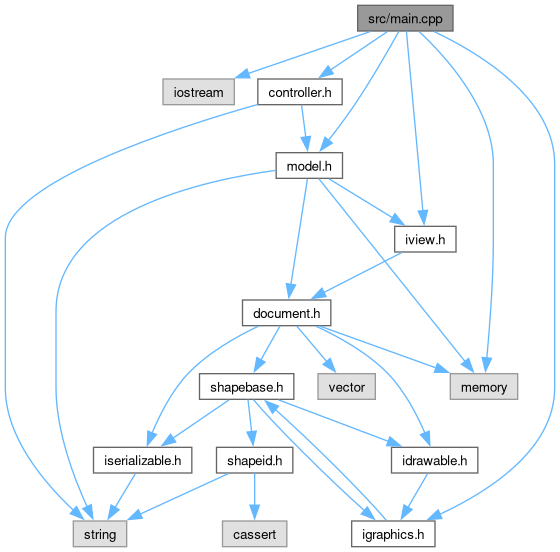 src/main.cpp
iostream
controller.h
model.h
iview.h
document.h
shapebase.h
vector
memory
iserializable.h
shapeid.h
idrawable.h
string
cassert
igraphics.h